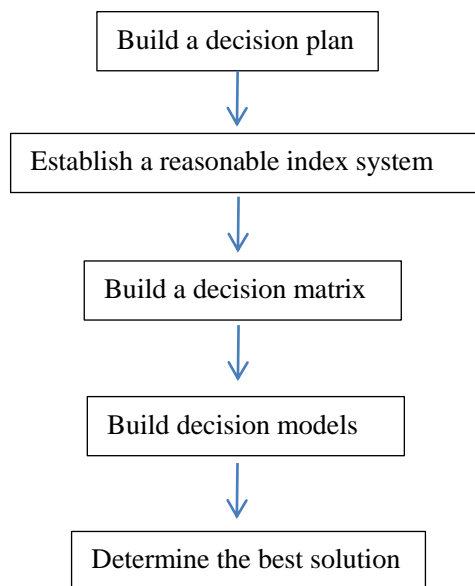 Build a decision plan
Establish a reasonable index system
Build a decision matrix
Build decision models
Determine the best solution